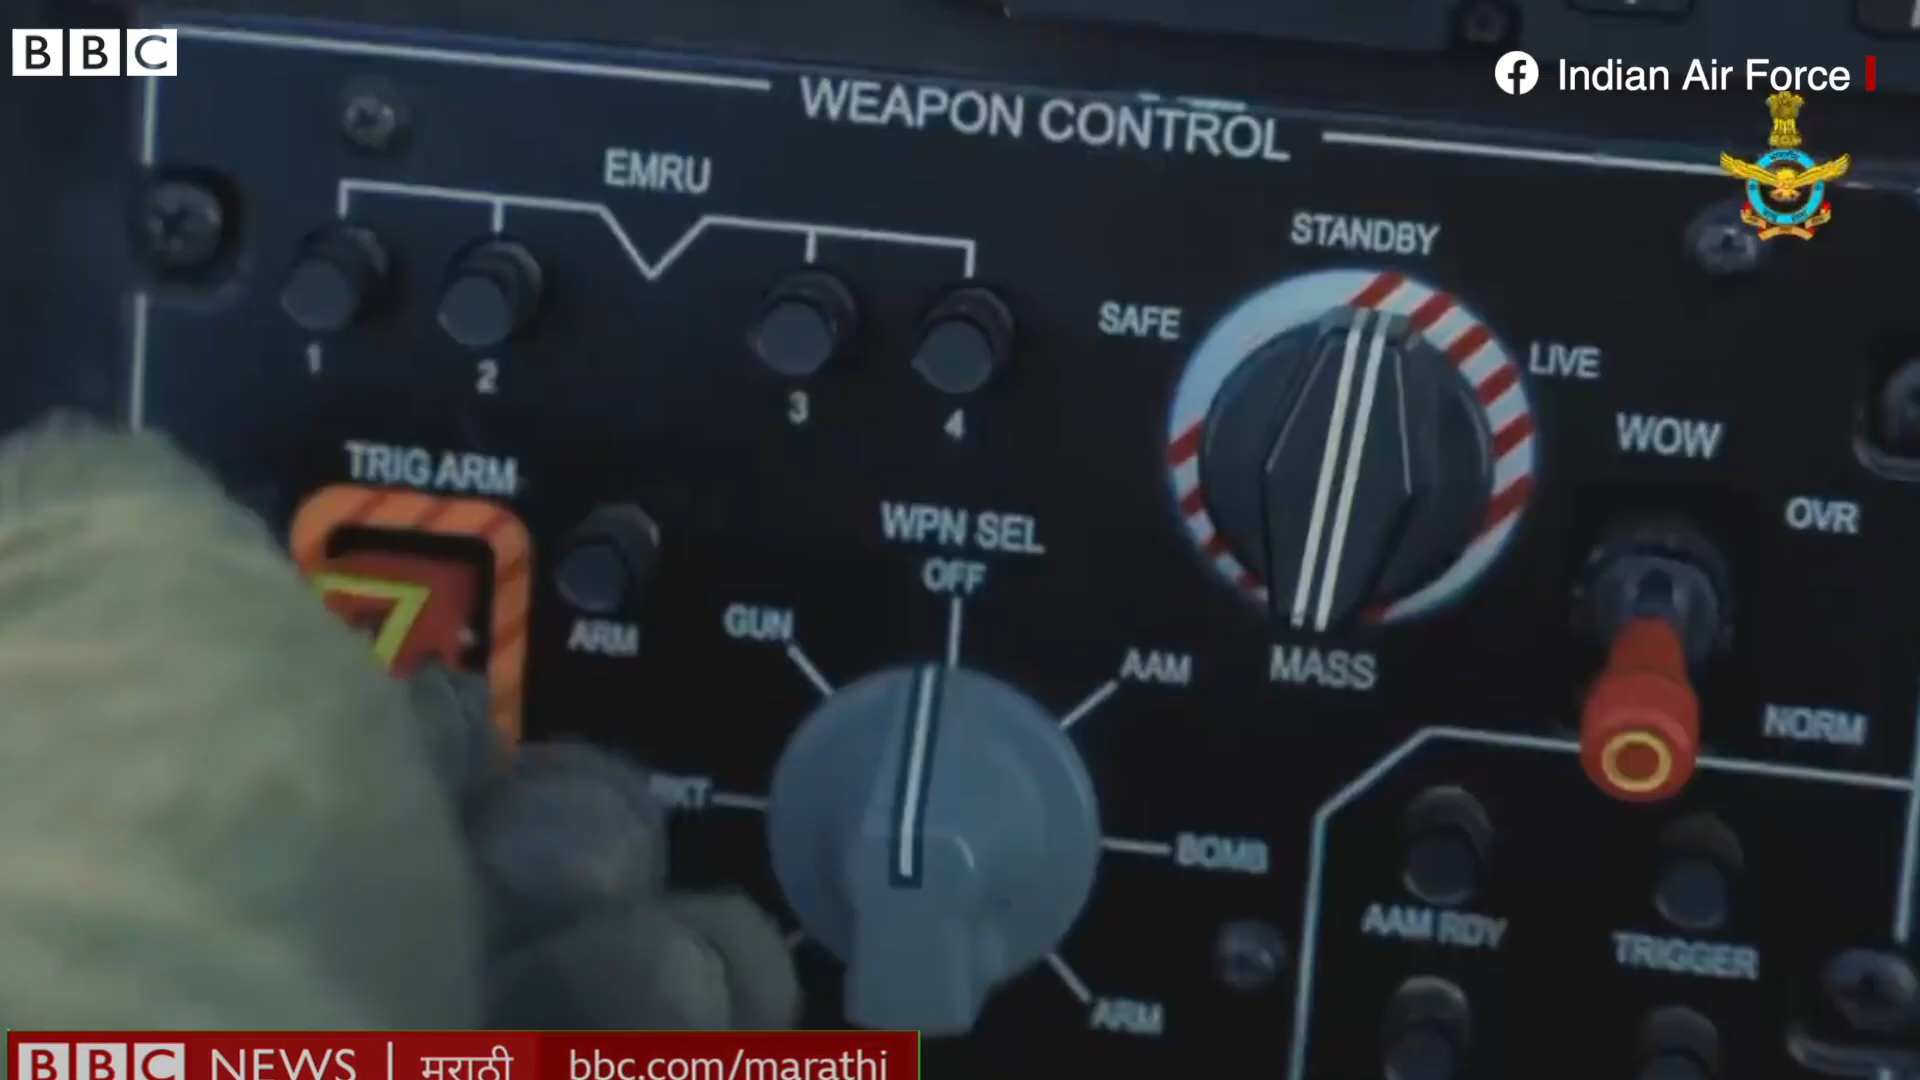 BBC
Indian Air Force
WEAPON CONTROL
EMRU
STANDBY
SAFE
LIVE
1
2
3
4
WOW
OVR
TRIG ARM
WPN SEL
OFF
GUN
ARM
AAM
MASS
NORM
BOMB
AAM RDY
TRIGGER
ARM
BBC NEWS | मराठी bbc.com/marathi